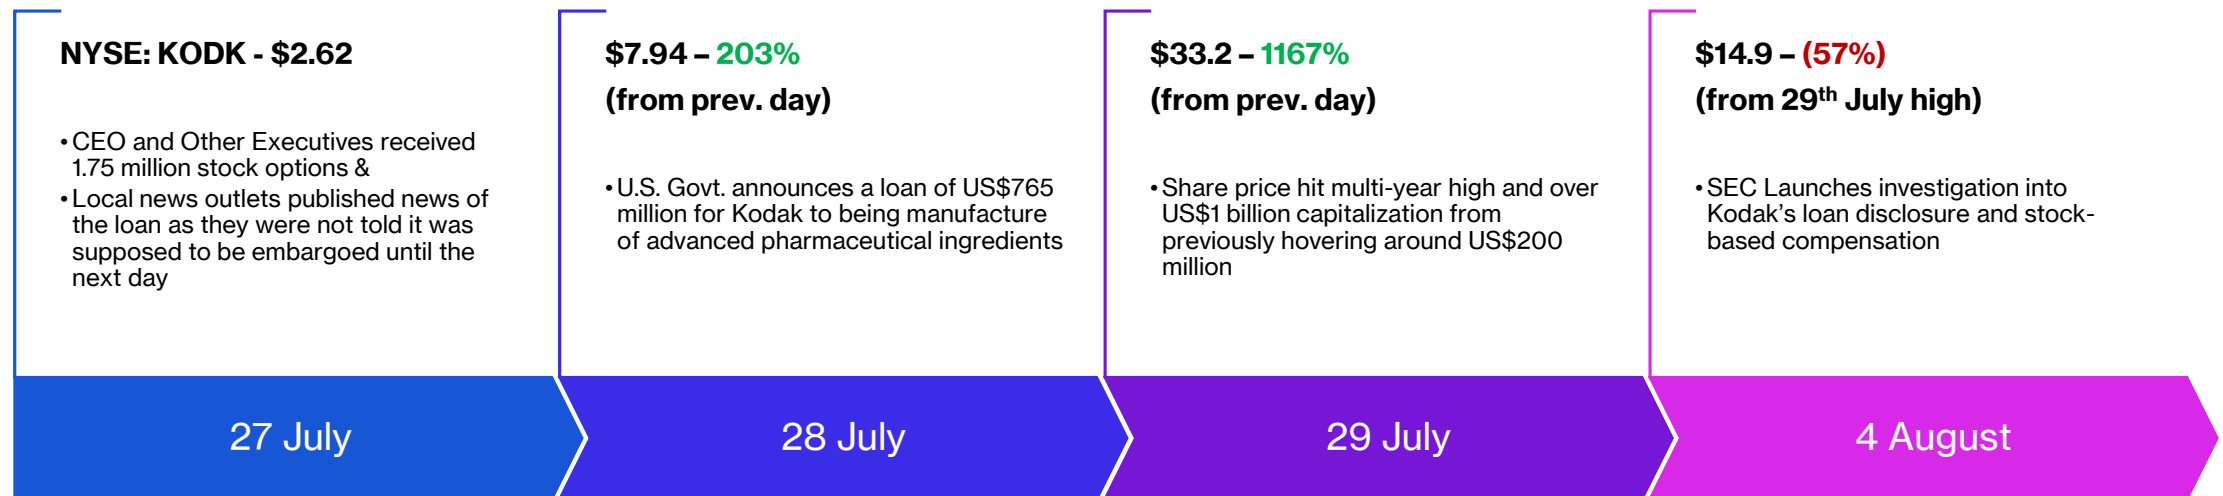 NYSE: KODK - $2.62
• CEO and Other Executives received
1.75 million stock options &
• Local news outlets published news of
the loan as they were not told it was
supposed to be embargoed until the
next day
27 July
$7.94 – 203%
(from prev. day)
• U.S. Govt. announces a loan of US$765
million for Kodak to being manufacture
of advanced pharmaceutical ingredients
28 July
$33.2 – 1167%
(from prev. day)
• Share price hit multi-year high and over
US$1 billion capitalization from
previously hovering around US$200
million
29 July
$14.9 – (57%)
(from 29th July high)
• SEC Launches investigation into
Kodak’s loan disclosure and stock-
based compensation
4 August